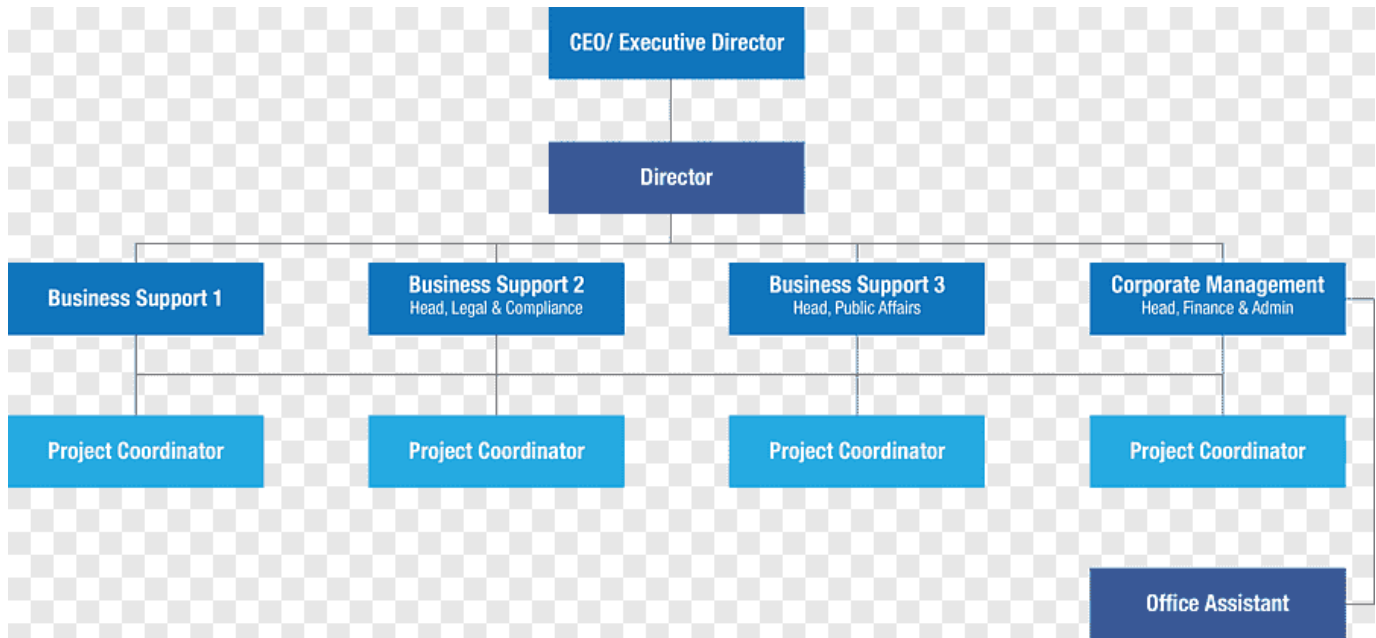 CEO/ Executive Director
Director
Business Support 1
Business Support 2
Head, Legal & Compliance
Business Support 3
Head, Public Affairs
Corporate Management
Head, Finance & Admin
Project Coordinator
Project Coordinator
Project Coordinator
Project Coordinator
Office Assistant